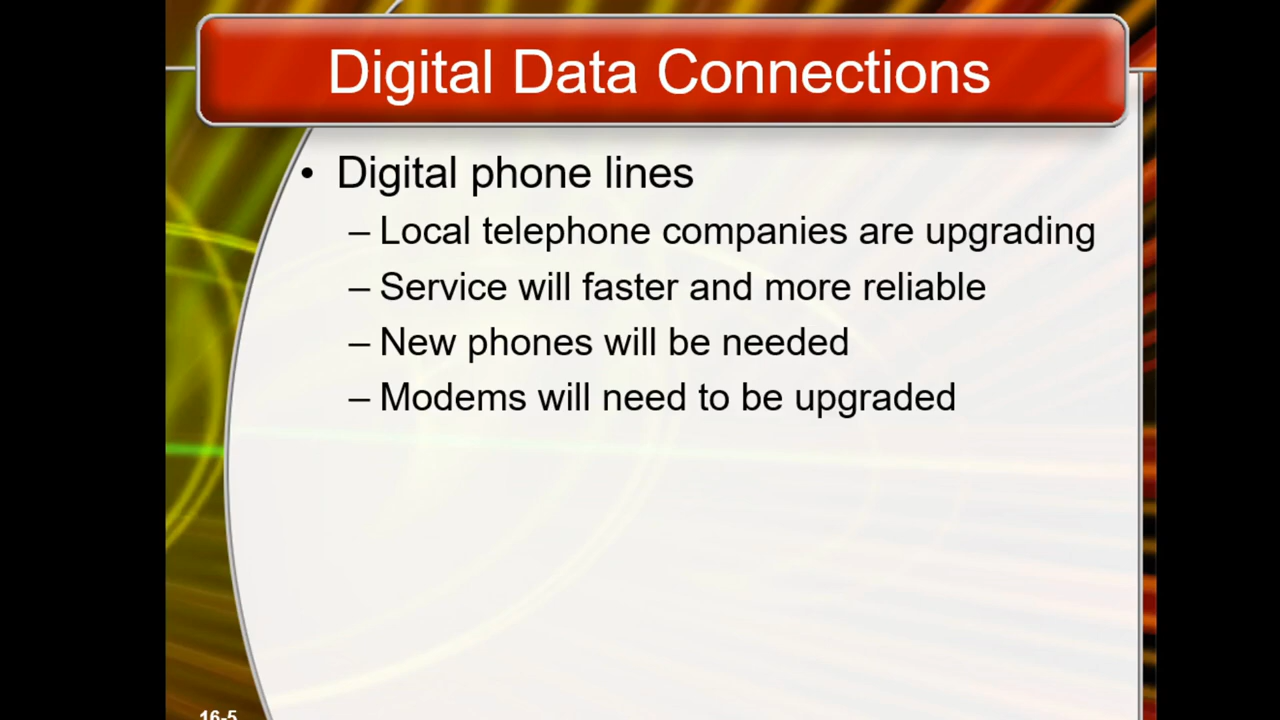 Digital Data Connections
• Digital phone lines
– Local telephone companies are upgrading
– Service will faster and more reliable
– New phones will be needed
– Modems will need to be upgraded
16-5